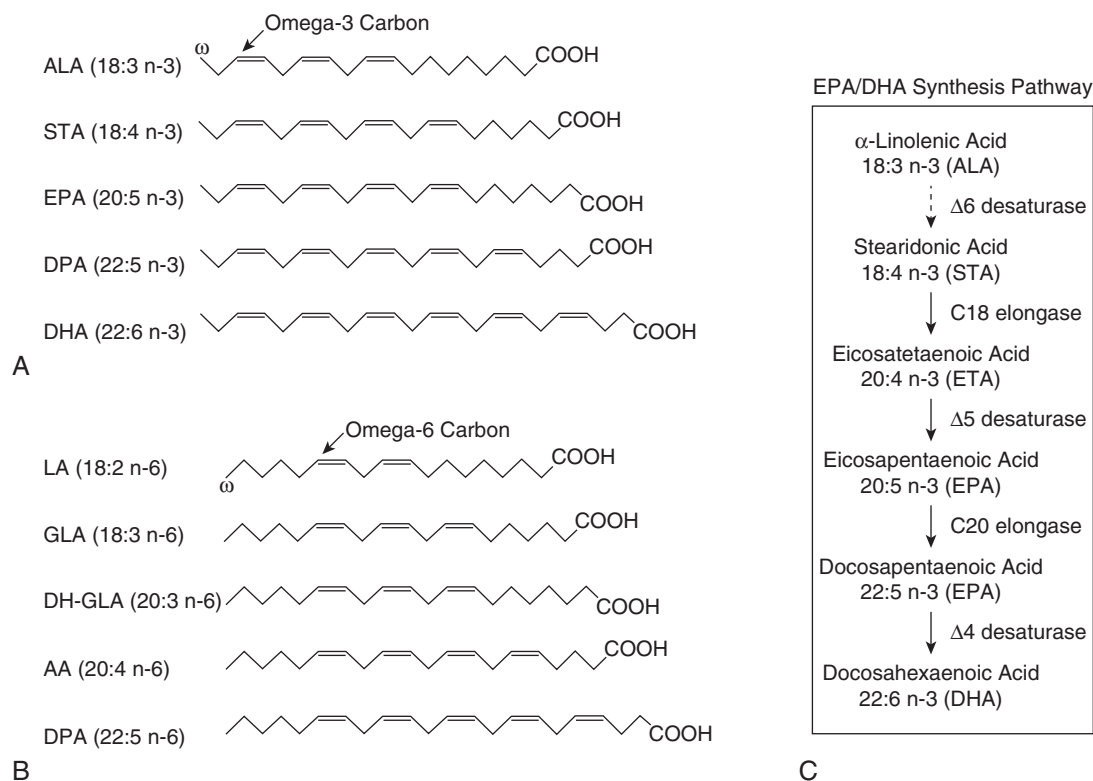 Omega-3 Carbon
ω
ALA (18:3 n-3)
COOH
STA (18:4 n-3)
COOH
EPA (20:5 n-3)
COOH
DPA (22:5 n-3)
COOH
DHA (22:6 n-3)
COOH
A
Omega-6 Carbon
LA (18:2 n-6)
ω
COOH
GLA (18:3 n-6)
COOH
DH-GLA (20:3 n-6)
COOH
AA (20:4 n-6)
COOH
DPA (22:5 n-6)
COOH
B
EPA/DHA Synthesis Pathway
α-Linolenic Acid
18:3 n-3 (ALA)
Δ6 desaturase
Stearidonic Acid
18:4 n-3 (STA)
C18 elongase
Eicosatetaenoic Acid
20:4 n-3 (ETA)
Δ5 desaturase
Eicosapentaenoic Acid
20:5 n-3 (EPA)
C20 elongase
Docosapentaenoic Acid
22:5 n-3 (EPA)
Δ4 desaturase
Docosahexaenoic Acid
22:6 n-3 (DHA)
C